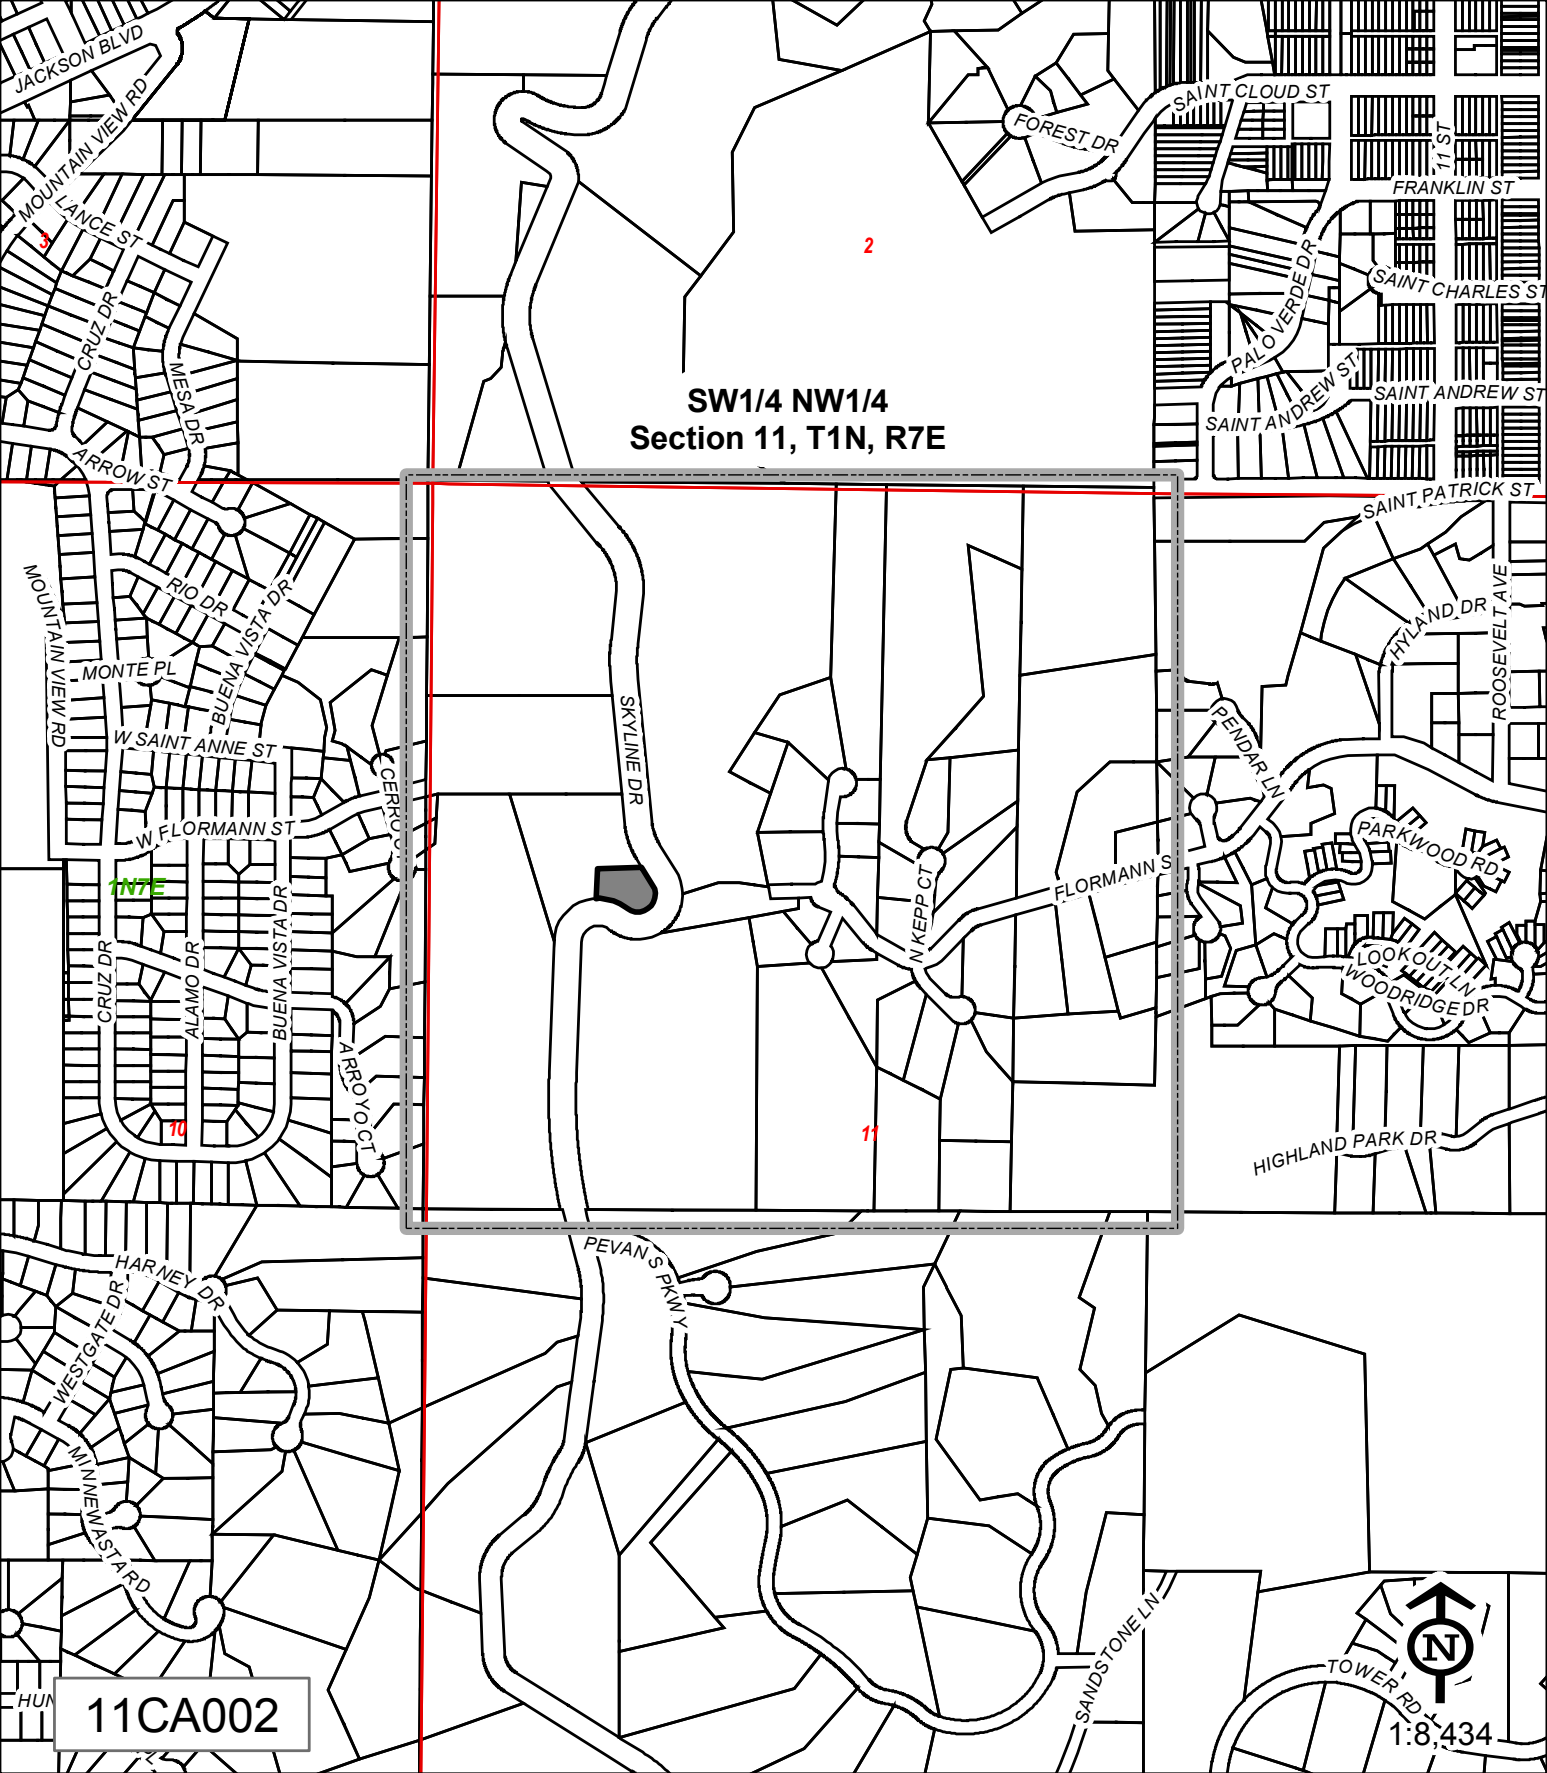 JACKSON BLVD
MOUNTAIN VIEW RD
LANCE ST
3
CRUZ DR
MESA DR
ARROW ST
2
FOREST DR
SAINT CLOUD ST
11 ST
FRANKLIN ST
PALO VERDE DR
SAINT CHARLES ST
SAINT ANDREW ST
SAINT ANDREW ST
SW1/4 NW1/4
Section 11, T1N, R7E
SAINT PATRICK ST
MOUNTAIN VIEW RD
RIO DR
BUENA VISTA DR
MONTE PL
W SAINT ANNE ST
CERRO CT
W FLORMANN ST
1N7E
SKYLINE DR
HYLAND DR
ROOSEVELT AVE
PENDAR LN
PARKWOOD RD
FLORMANN S
N KEPP CT
LOOKOUT LN
WOODRIDGE DR
CRUZ DR
ALAMO DR
BUENA VISTA DR
ARROYO CT
10
11
HIGHLAND PARK DR
HARNEY DR
WESTGATE DR
MINNEWASTA RD
PEVAN S PKWY
SANDSTONE LN
TOWER RD
HUN
11CA002
N
1:8,434